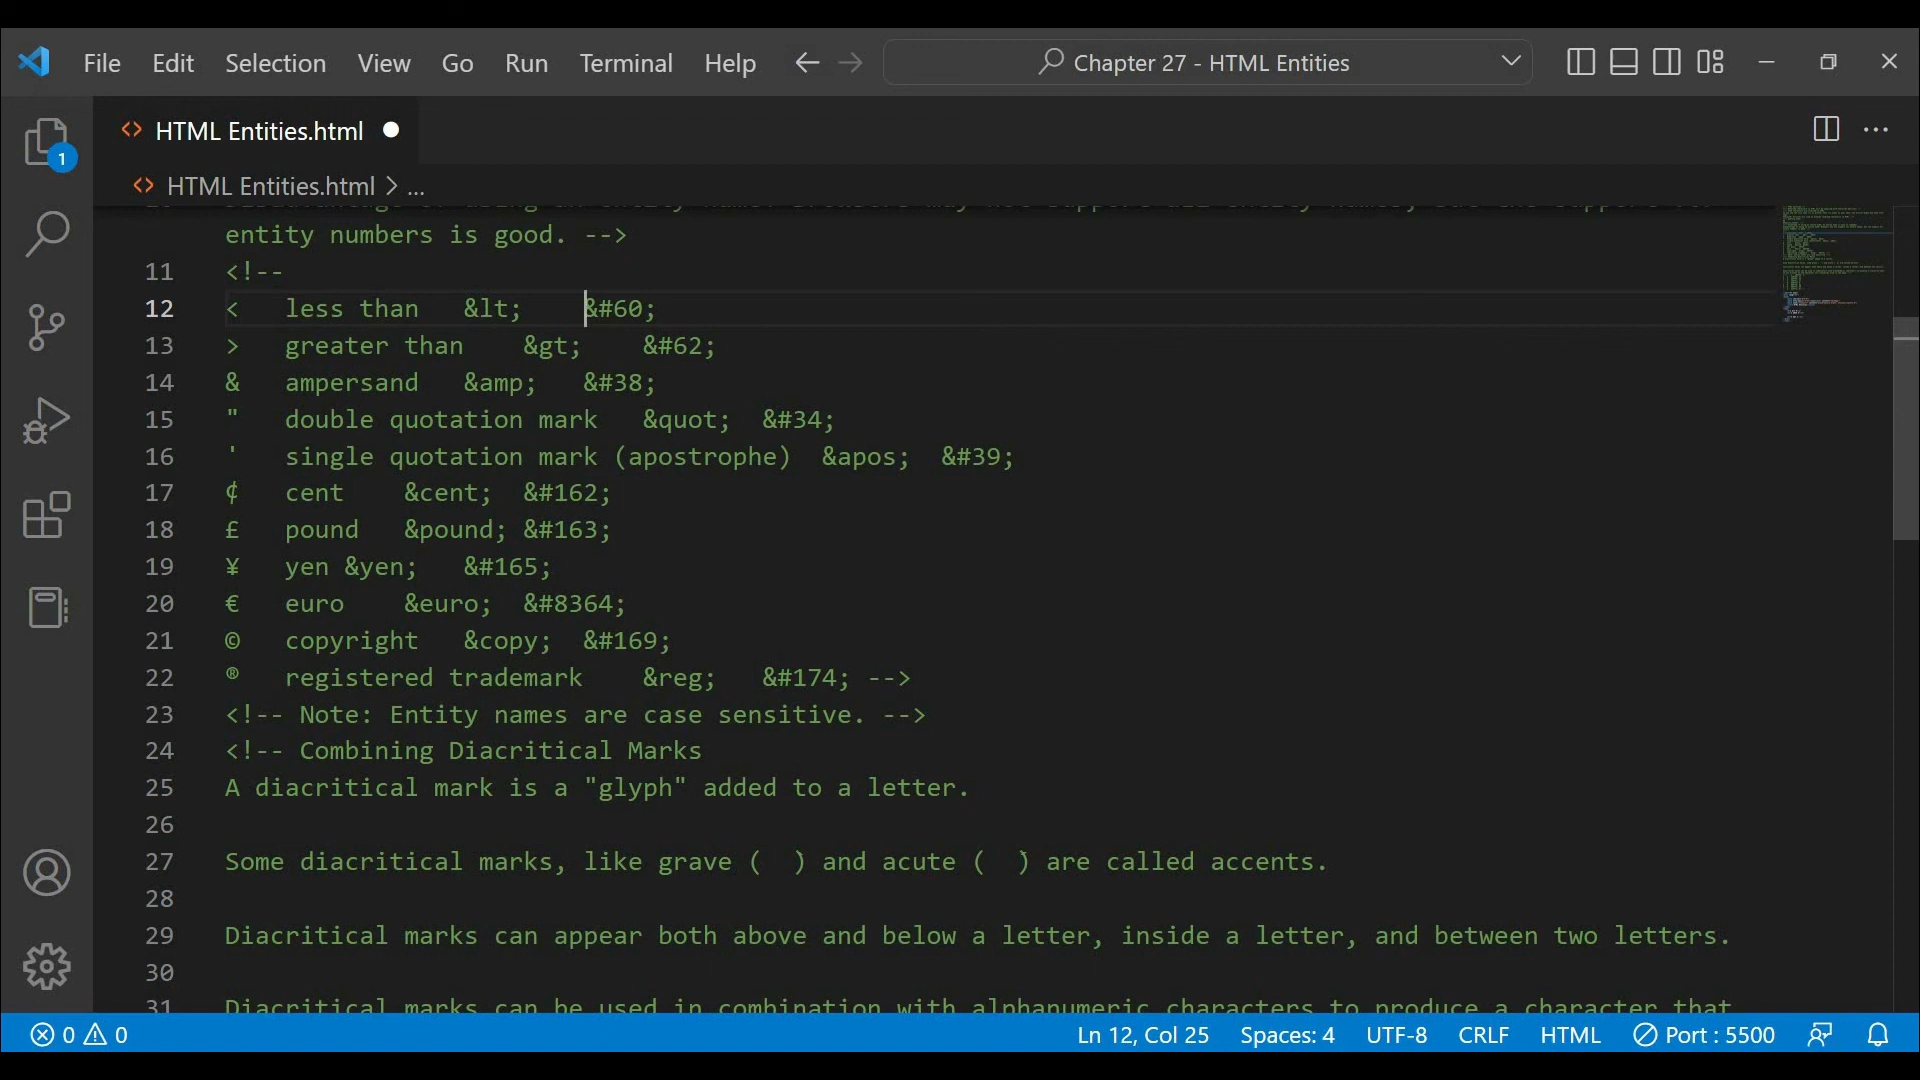 File Edit Selection View Go Run Terminal Help Chapter 27 - HTML Entities
HTML Entities.html
HTML Entities.html > ...
entity numbers is good. -->
11 <!--
12 < less than &lt; &#60;
13 > greater than &gt; &#62;
14 & ampersand &amp; &#38;
15 " double quotation mark &quot; &#34;
16 ' single quotation mark (apostrophe) &apos; &#39;
17 ¢ cent &cent; &#162;
18 £ pound &pound; &#163;
19 ¥ yen &yen; &#165;
20 € euro &euro; &#8364;
21 © copyright &copy; &#169;
22 ® registered trademark &reg; &#174; -->
23 <!-- Note: Entity names are case sensitive. -->
24 <!-- Combining Diacritical Marks
25 A diacritical mark is a "glyph" added to a letter.
26
27 Some diacritical marks, like grave (  ̀) and acute (  ́) are called accents.
28
29 Diacritical marks can appear both above and below a letter, inside a letter, and between two letters.
30
31 Diacritical marks can be used in combination with alphanumeric characters to produce a character that
1
0 0 Ln 12, Col 25 Spaces: 4 UTF-8 CRLF HTML Port : 5500